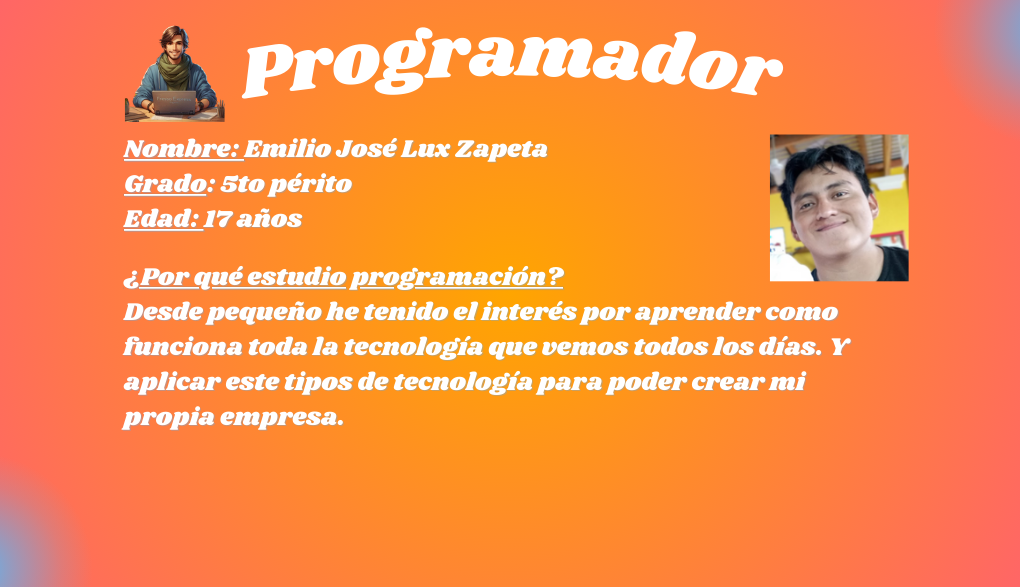 Programador
Nombre: Emilio José Lux Zapeta
Grado: 5to périto
Edad: 17 años
¿Por qué estudio programación?
Desde pequeño he tenido el interés por aprender como
funciona toda la tecnología que vemos todos los días. Y
aplicar este tipos de tecnología para poder crear mi
propia empresa.